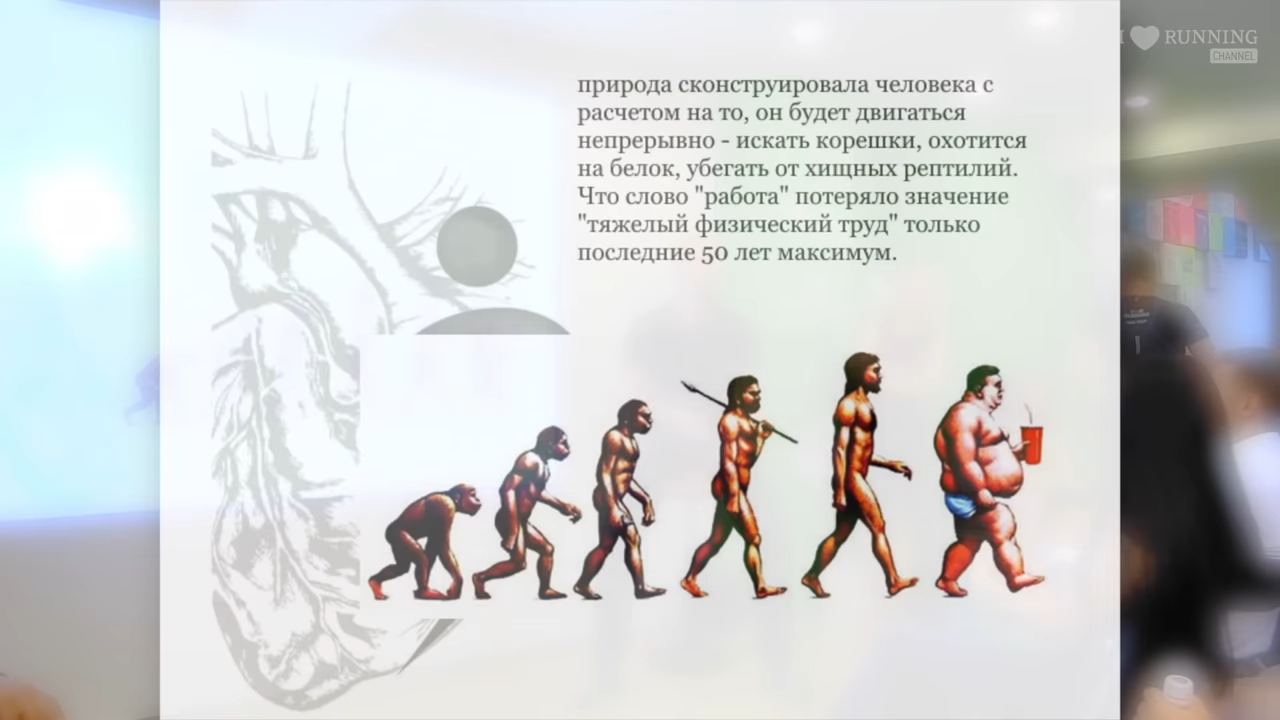 I RUNNING
CHANNEL
природа сконструировала человека с
расчетом на то, он будет двигаться
непрерывно - искать корешки, охотится
на белок, убегать от хищных рептилий.
Что слово "работа" потеряло значение
"тяжелый физический труд" только
последние 50 лет максимум.